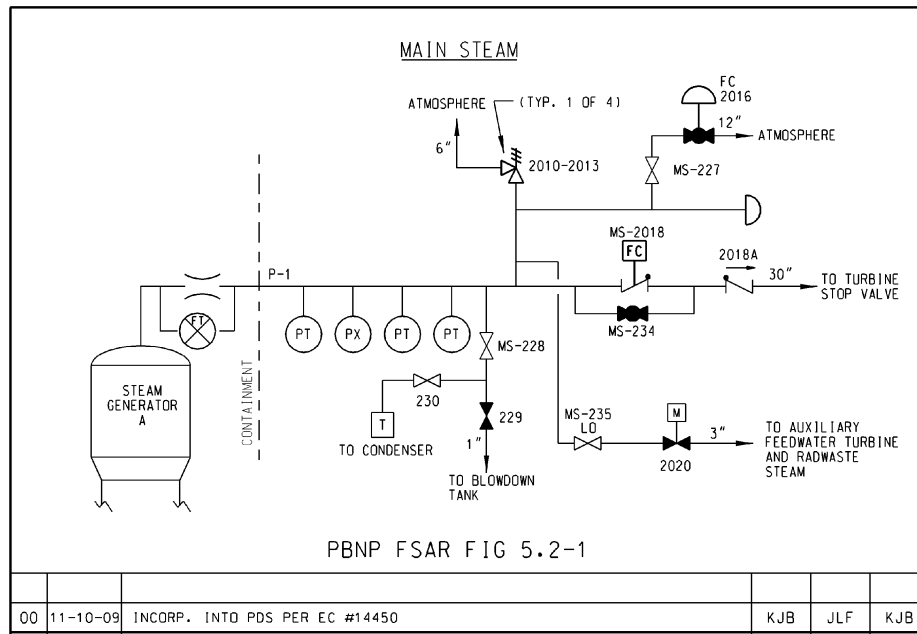 MAIN STEAM
FC
2016
ATMOSPHERE
(TYP. 1 OF 4)
12"
ATMOSPHERE
6"
2010-2013
MS-227
MS-2018
FC
2018A
P-1
30"
TO TURBINE
STOP VALVE
FT
PT
PX
PT
PT
MS-234
MS-228
STEAM
GENERATOR
A
CONTAINMENT
230
229
T
TO CONDENSER
1"
TO BLOWDOWN
TANK
MS-235
LO
M
3"
2020
TO AUXILIARY
FEEDWATER TURBINE
AND RADWASTE
STEAM
PBNP FSAR FIG 5.2-1
00 11-10-09 INCORP. INTO PDS PER EC #14450 KJB JLF KJB